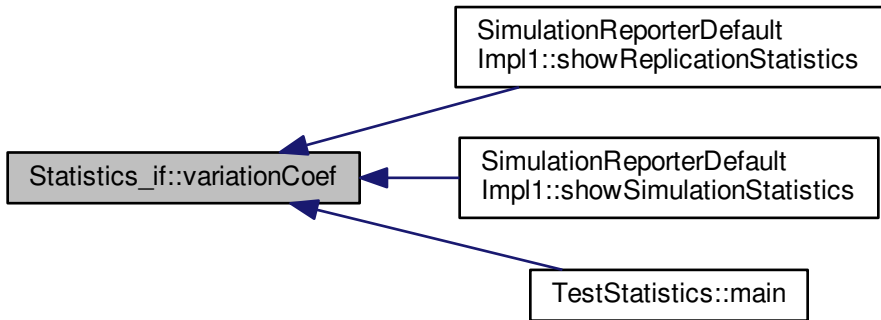 SimulationReporterDefault
Impl1::showReplicationStatistics
Statistics_if::variationCoef
SimulationReporterDefault
Impl1::showSimulationStatistics
TestStatistics::main